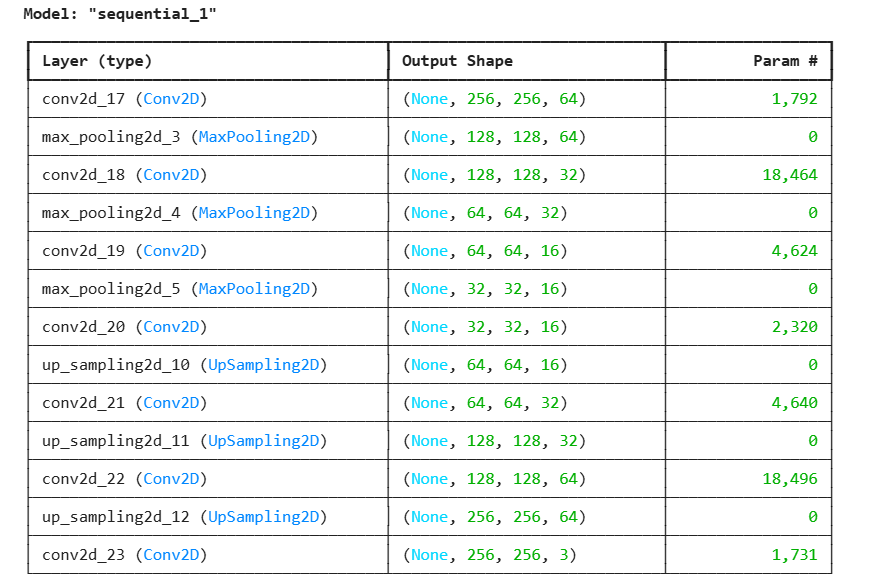 Model: "sequential_1"
Layer (type) Output Shape Param #
conv2d_17 (Conv2D) (None, 256, 256, 64) 1,792
max_pooling2d_3 (MaxPooling2D) (None, 128, 128, 64) 0
conv2d_18 (Conv2D) (None, 128, 128, 32) 18,464
max_pooling2d_4 (MaxPooling2D) (None, 64, 64, 32) 0
conv2d_19 (Conv2D) (None, 64, 64, 16) 4,624
max_pooling2d_5 (MaxPooling2D) (None, 32, 32, 16) 0
conv2d_20 (Conv2D) (None, 32, 32, 16) 2,320
up_sampling2d_10 (UpSampling2D) (None, 64, 64, 16) 0
conv2d_21 (Conv2D) (None, 64, 64, 32) 4,640
up_sampling2d_11 (UpSampling2D) (None, 128, 128, 32) 0
conv2d_22 (Conv2D) (None, 128, 128, 64) 18,496
up_sampling2d_12 (UpSampling2D) (None, 256, 256, 64) 0
conv2d_23 (Conv2D) (None, 256, 256, 3) 1,731